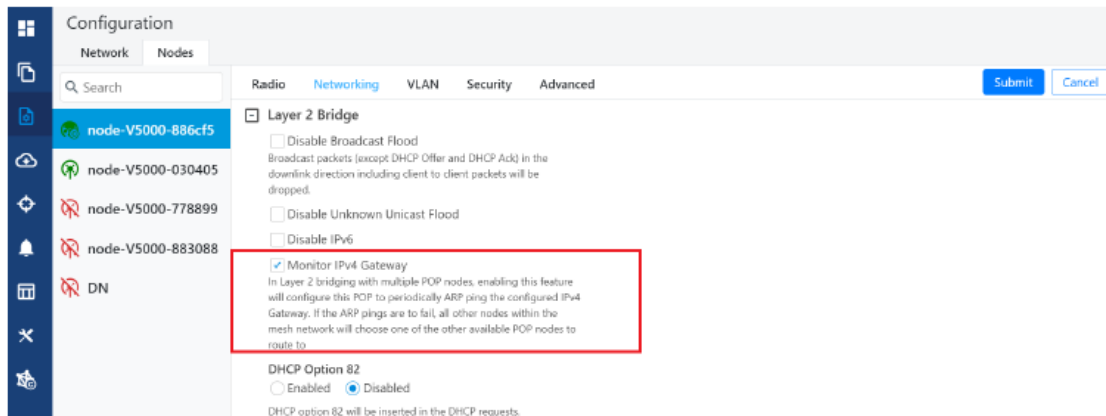 Configuration
Network Nodes
Search
Radio Networking VLAN Security Advanced
Submit Cancel
node-V5000-886cf5
node-V5000-030405
node-V5000-778899
node-V5000-883088
DN
Layer 2 Bridge
Disable Broadcast Flood
Broadcast packets (except DHCP Offer and DHCP Ack) in the
downlink direction including client to client packets will be
dropped.
Disable Unknown Unicast Flood
Disable IPv6
Monitor IPv4 Gateway
In Layer 2 bridging with multiple POP nodes, enabling this feature
will configure this POP to periodically ARP ping the configured IPv4
Gateway. If the ARP pings are to fail, all other nodes within the
mesh network will choose one of the other available POP nodes to
route to
DHCP Option 82
Enabled Disabled
DHCP option 82 will be inserted in the DHCP requests.